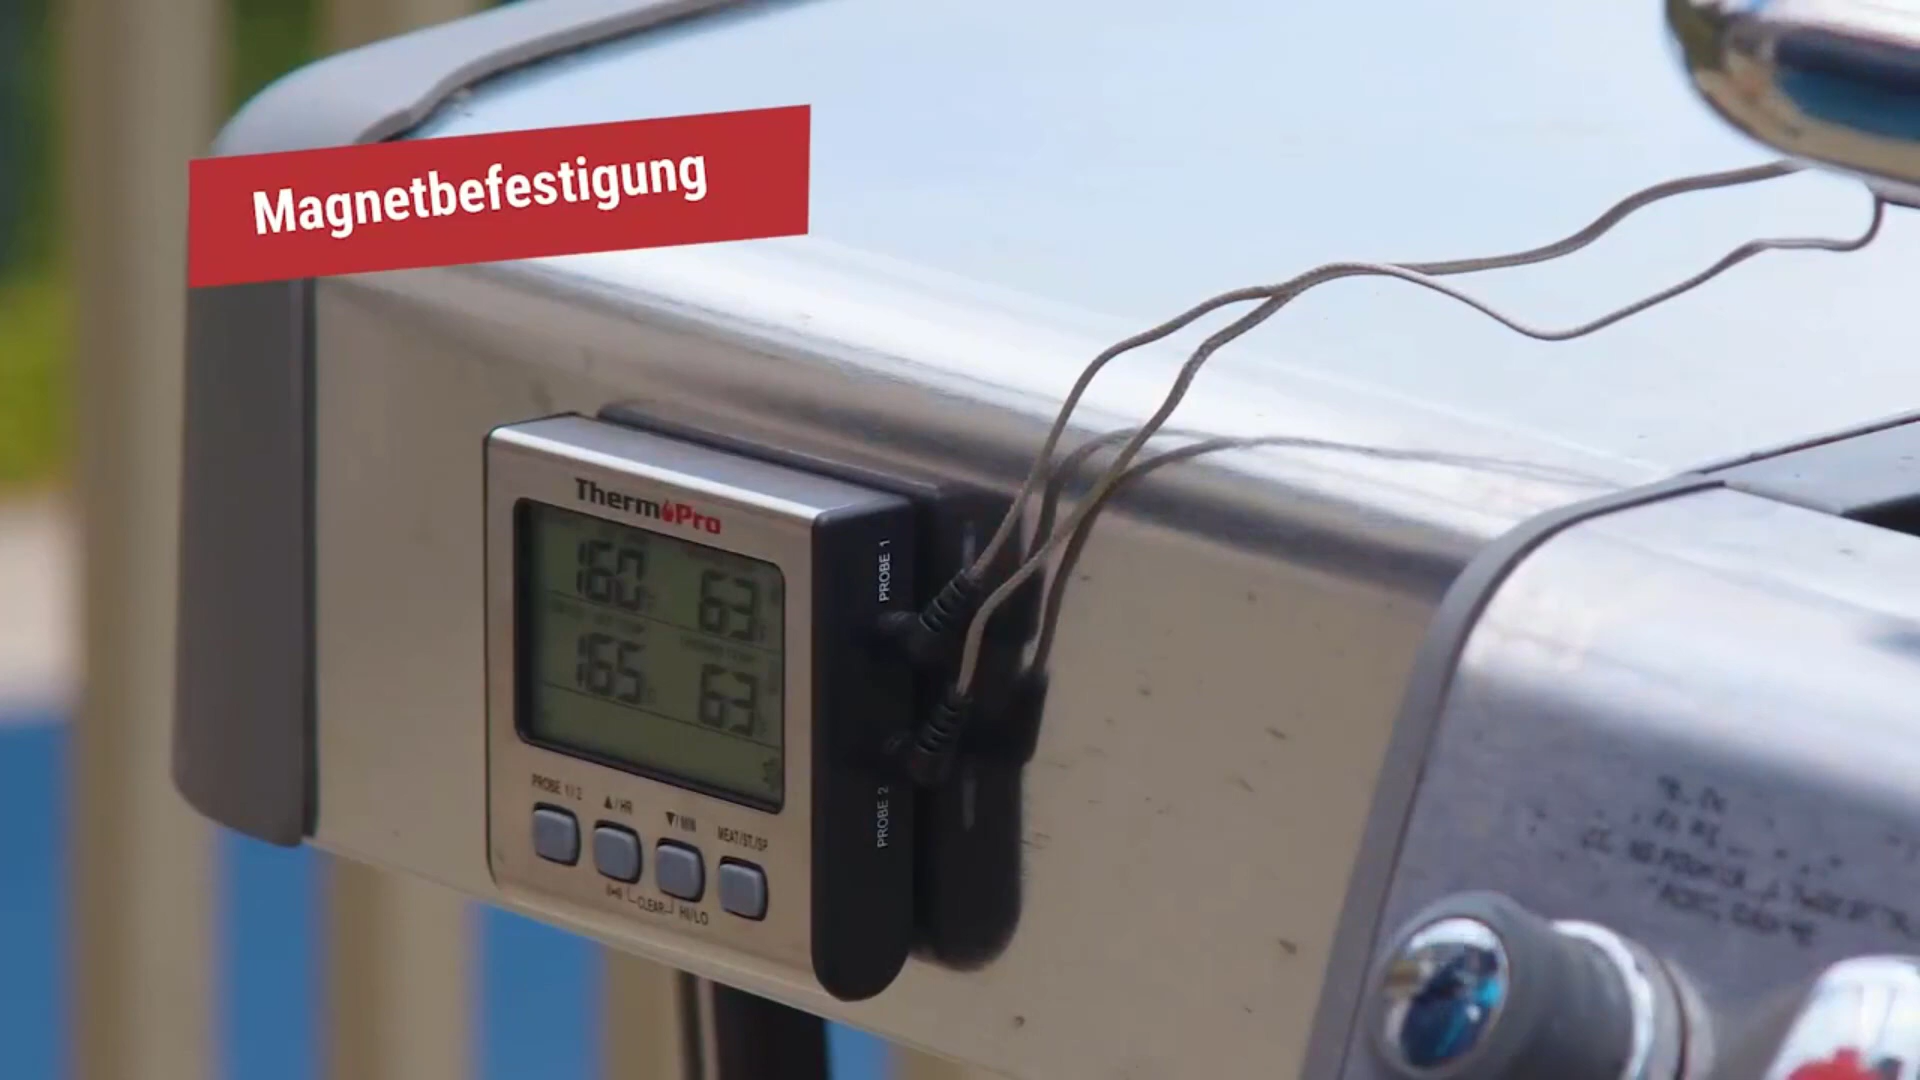 Magnetbefestigung
ThermoPro
160 63
165 63
PROBE 1
PROBE 2
PROBE 1/2 ▲/HR ▼/MIN MEAT/ST./SP
CLEAR HI/LO